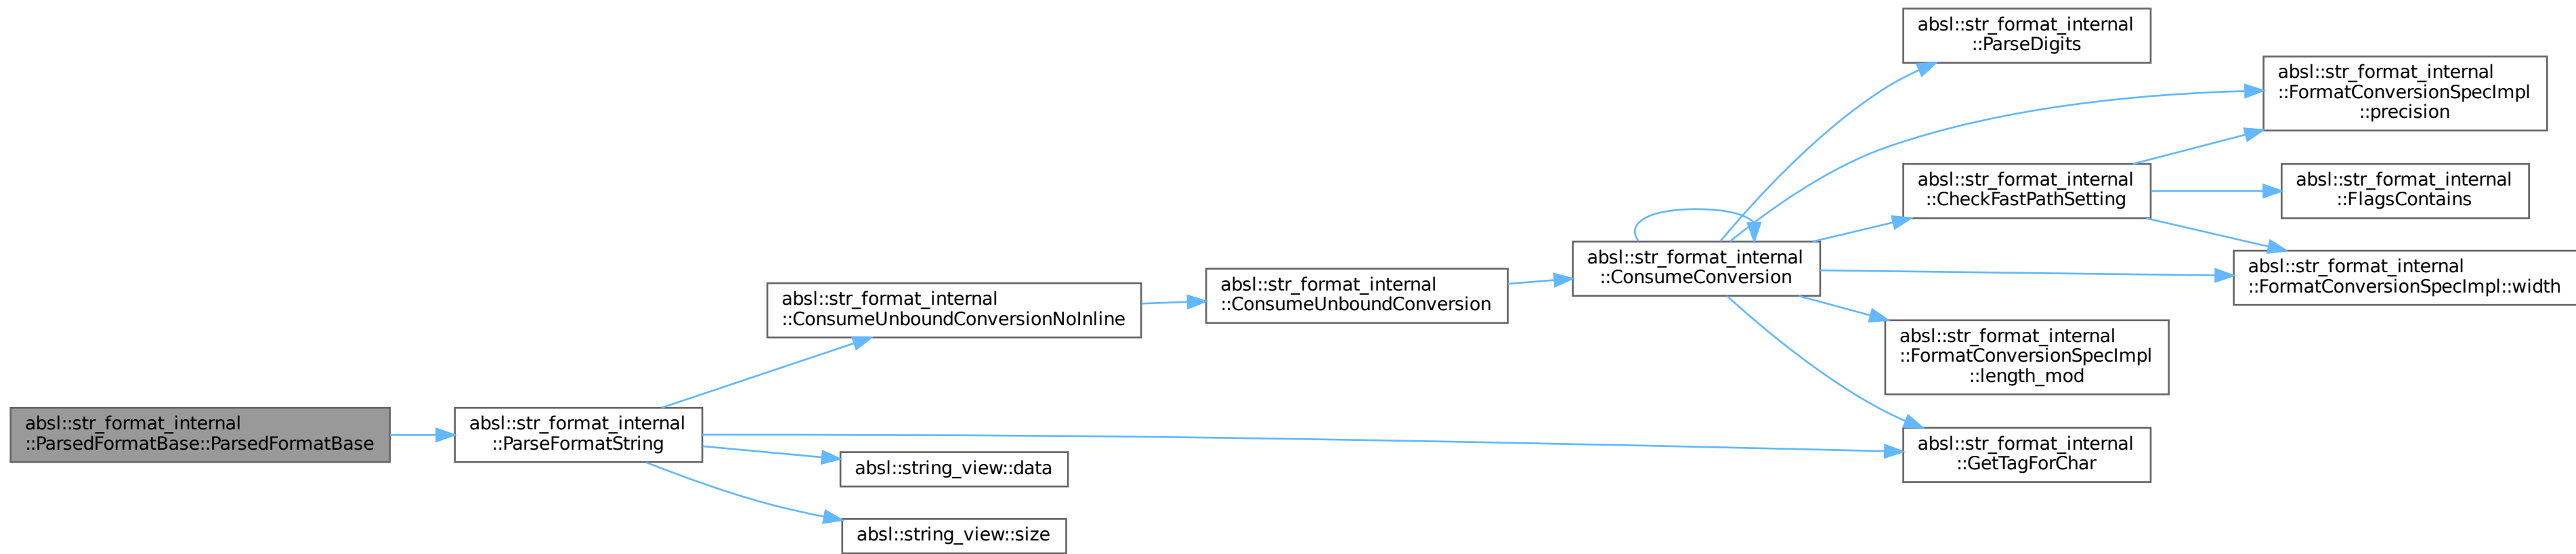 absl::str_format_internal
::ParsedFormatBase::ParsedFormatBase
absl::str_format_internal
::ParseFormatString
absl::str_format_internal
::ConsumeUnboundConversionNoInline
absl::string_view::data
absl::string_view::size
absl::str_format_internal
::ConsumeUnboundConversion
absl::str_format_internal
::ConsumeConversion
absl::str_format_internal
::ParseDigits
absl::str_format_internal
::CheckFastPathSetting
absl::str_format_internal
::FormatConversionSpecImpl
::length_mod
absl::str_format_internal
::GetTagForChar
absl::str_format_internal
::FormatConversionSpecImpl
::precision
absl::str_format_internal
::FlagsContains
absl::str_format_internal
::FormatConversionSpecImpl::width